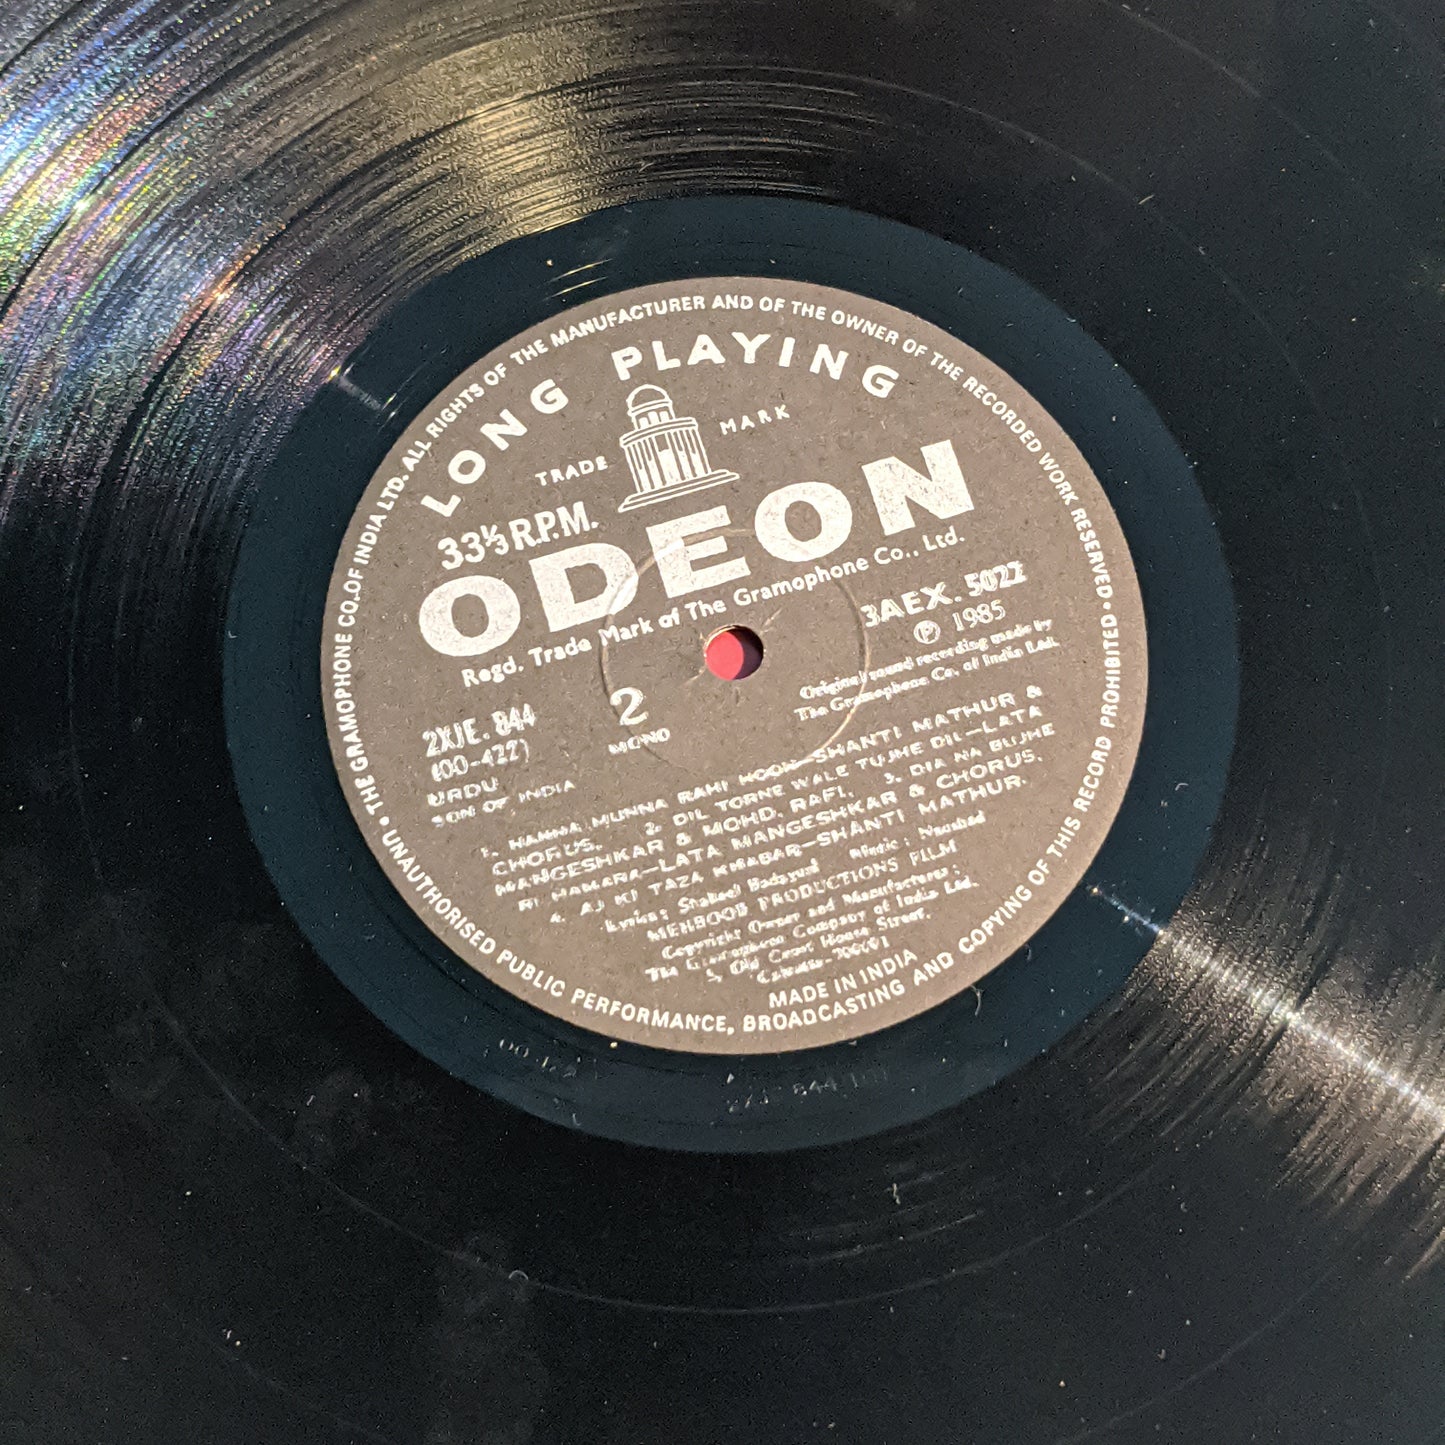 THE GRAMOPHONE CO. OF INDIA LTD. ALL RIGHTS OF THE MANUFACTURER AND OF THE OWNER OF THE RECORDED WORK RESERVED •
LONG PLAYING
TRADE MARK
33⅓ R.P.M.
ODEON
Regd. Trade Mark of The Gramophone Co., Ltd.
3AEX. 5022
Ⓟ 1985
Original sound recording made by
The Gramophone Co. of India Ltd.
2XJE. 844
(OO-422)
URDU
SON OF INDIA
2
MONO
1. NANNA MUNNA RAHI HOON—SHANTI MATHUR &
CHORUS. 2. DIL TORNE WALE TUJHE DIL—LATA
MANGESHKAR & MOHD. RAFI. 3. DIA NA BUJHE
RI HAMARA—LATA MANGESHKAR & CHORUS.
4. AJ KI TAZA KHABAR—SHANTI MATHUR.
Lyrics: Shakeel Badayuni Music: Naushad
MEHBOOB PRODUCTIONS FILM
Copyright Owner and Manufacturer:
The Gramophone Company of India Ltd.
5, Old Court House Street,
Calcutta-700001
MADE IN INDIA
• UNAUTHORISED PUBLIC PERFORMANCE, BROADCASTING AND COPYING OF THIS RECORD PROHIBITED •